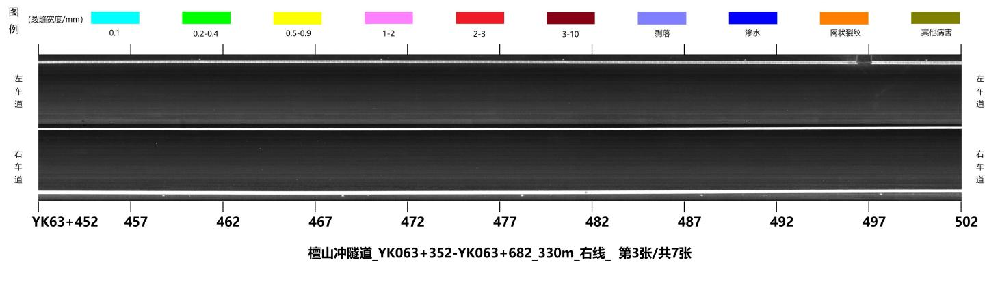 图例
(裂缝宽度/mm)
0.1
0.2-0.4
0.5-0.9
1-2
2-3
3-10
剥落
渗水
网状裂纹
其他病害
左车道
左车道
右车道
右车道
YK63+452 457 462 467 472 477 482 487 492 497 502
檀山冲隧道_YK063+352-YK063+682_330m_右线_ 第3张/共7张